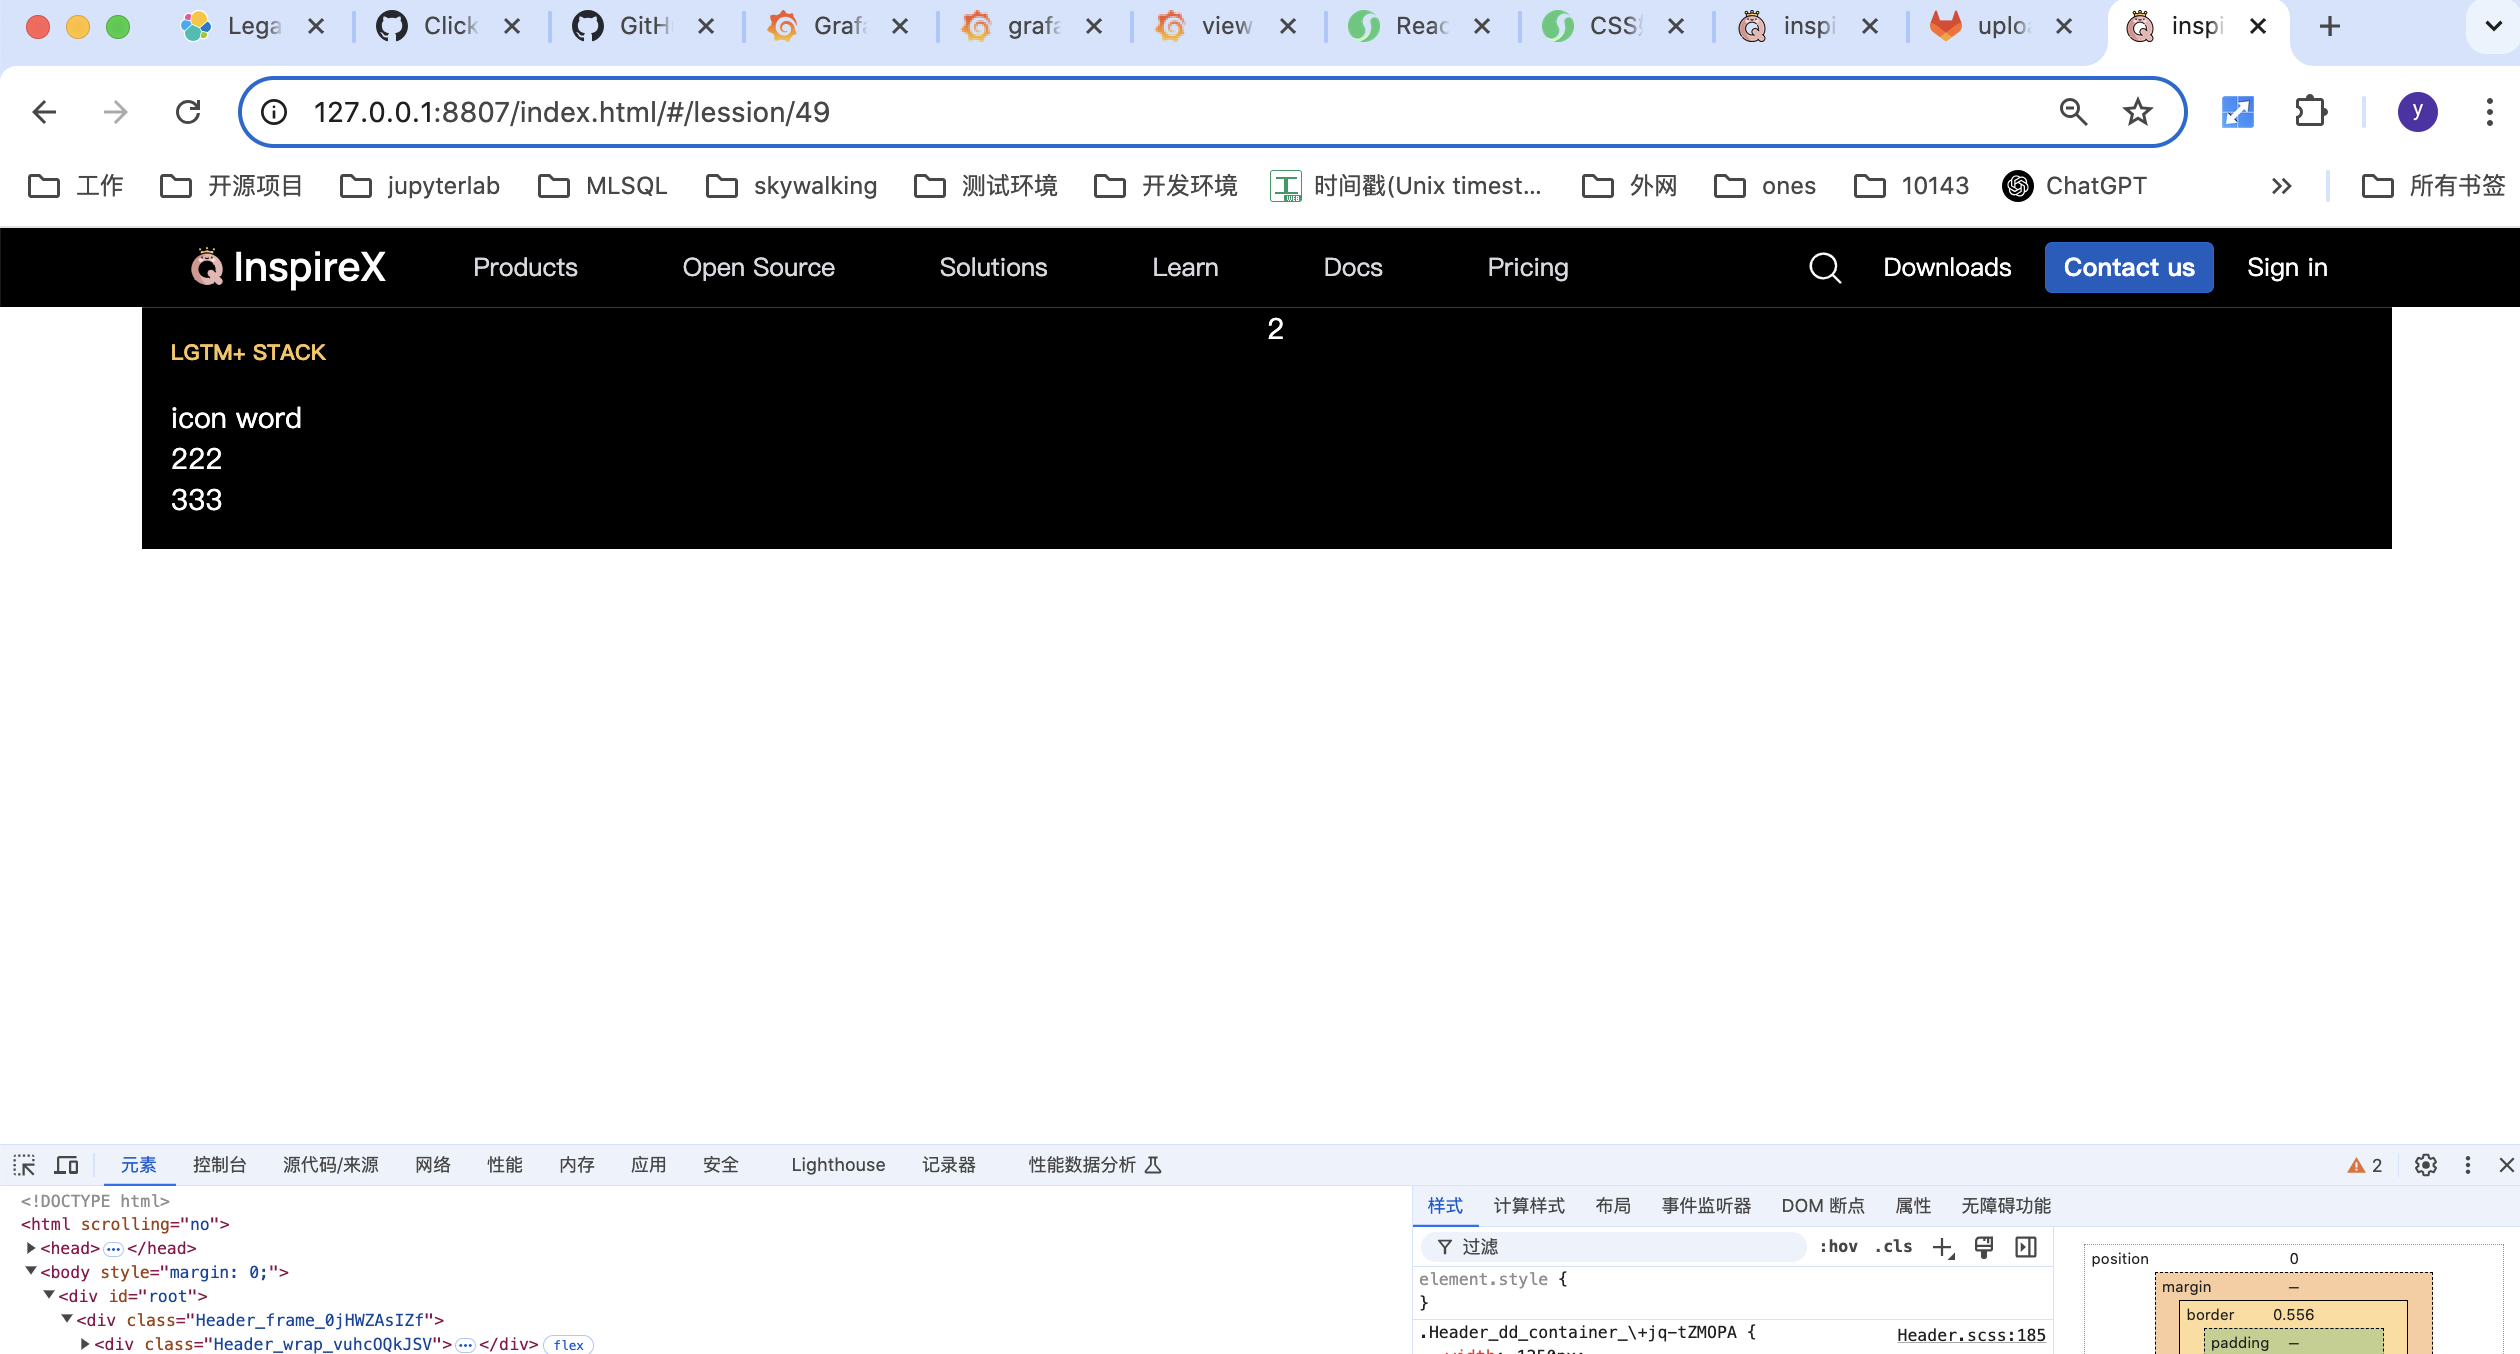 Lega
Click
GitH
Grafa
grafa
view
Read
CSS
inspi
uploa
inspi
127.0.0.1:8807/index.html/#/lession/49
y
工作
开源项目
jupyterlab
MLSQL
skywalking
测试环境
开发环境
时间戳(Unix timest...
外网
ones
10143
ChatGPT
所有书签
InspireX
Products
Open Source
Solutions
Learn
Docs
Pricing
Downloads
Contact us
Sign in
LGTM+ STACK
2
icon word
222
333
元素
控制台
源代码/来源
网络
性能
内存
应用
安全
Lighthouse
记录器
性能数据分析
2
<!DOCTYPE html>
<html scrolling="no">
<head>…</head>
<body style="margin: 0;">
<div id="root">
<div class="Header_frame_0jHWZAsIZf">
<div class="Header_wrap_vuhcOQkJSV">…</div> flex
样式
计算样式
布局
事件监听器
DOM 断点
属性
无障碍功能
过滤
:hov
.cls
element.style {
}
.Header_dd_container_\+jq-tZMOPA {
Header.scss:185
width: 1250px;
position 0
margin –
border 0.556
padding –